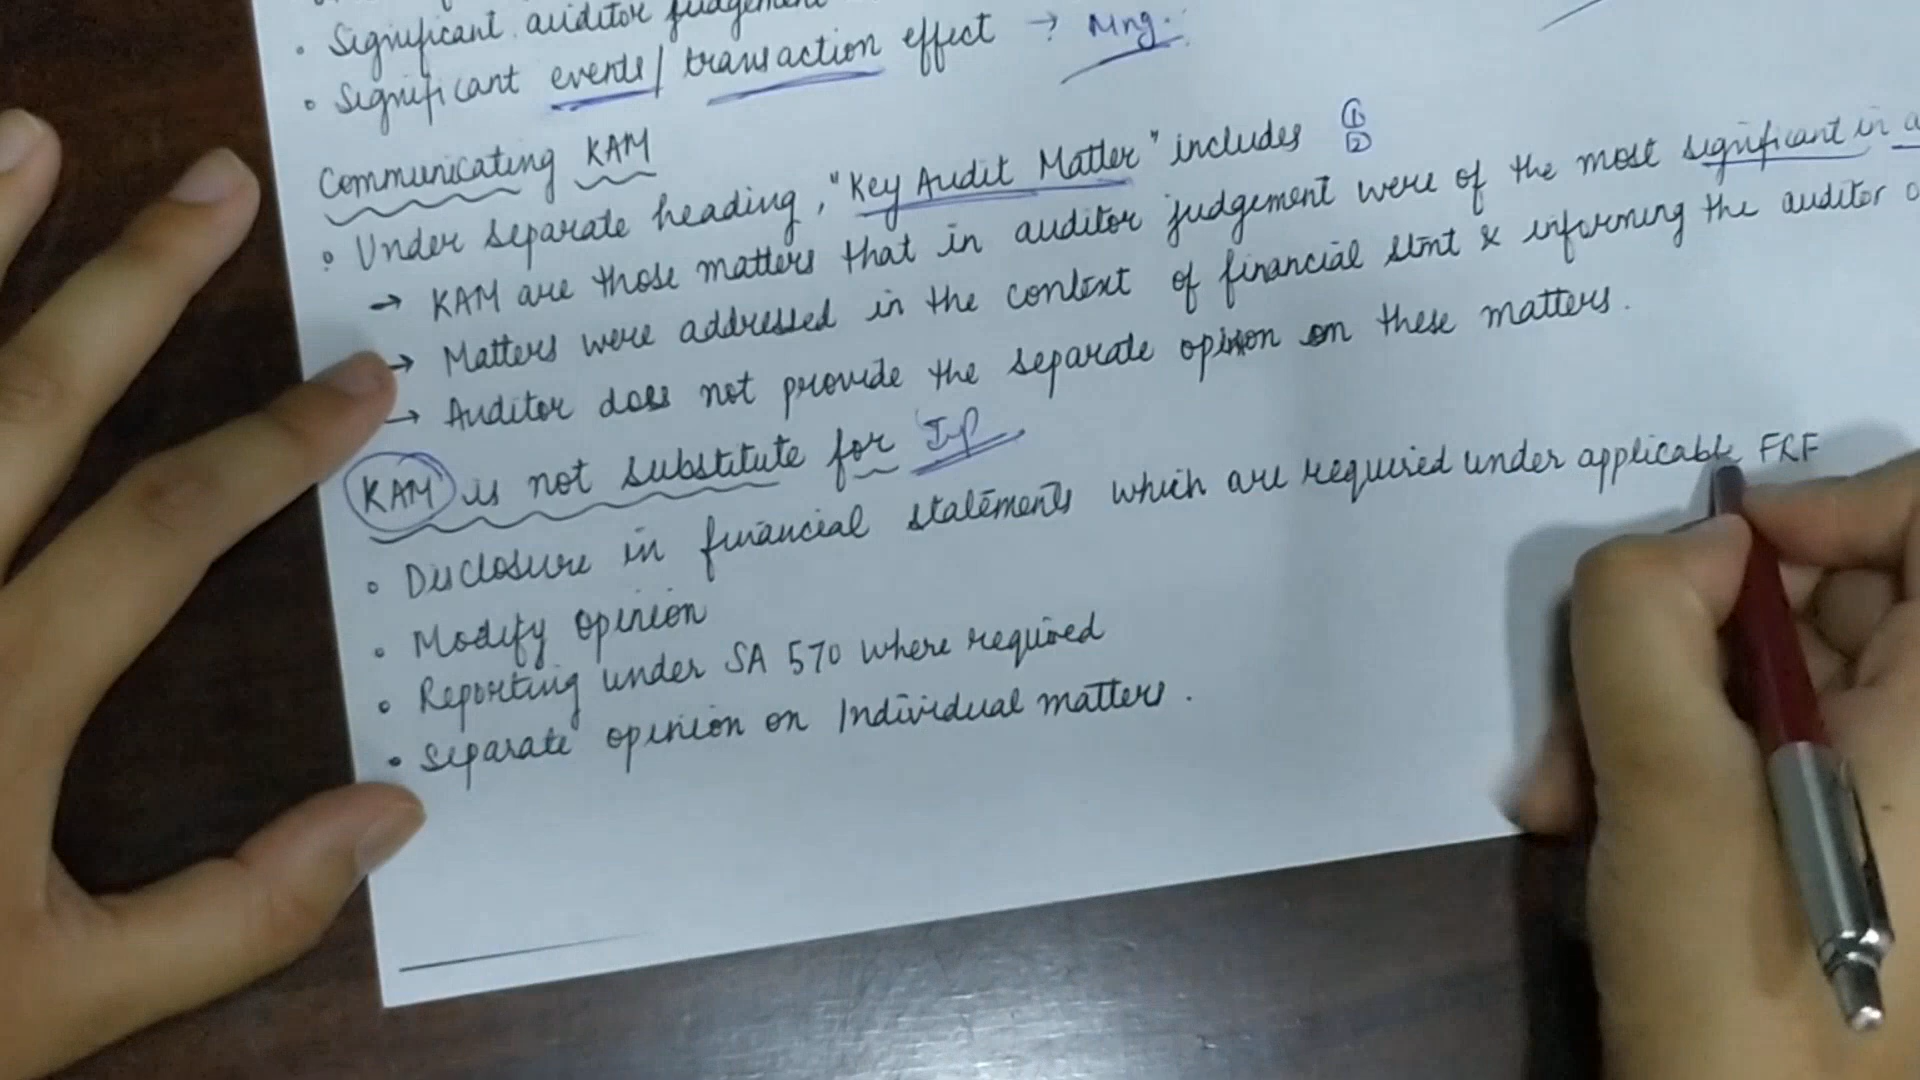 • Significant auditor judgement
• Significant events/transaction effect → Mng.
Communicating KAM
• Under separate heading, "Key Audit Matter" includes ① ②
→ KAM are those matters that in auditor judgement were of the most significant in a
→ Matters were addressed in the context of financial stmt & informing the auditor o
→ Auditor does not provide the separate opinion on these matters.
KAM is not substitute for Imp
• Disclosure in financial statements which are required under applicable FRF
• Modify opinion
• Reporting under SA 570 where required
• Separate opinion on Individual matters.